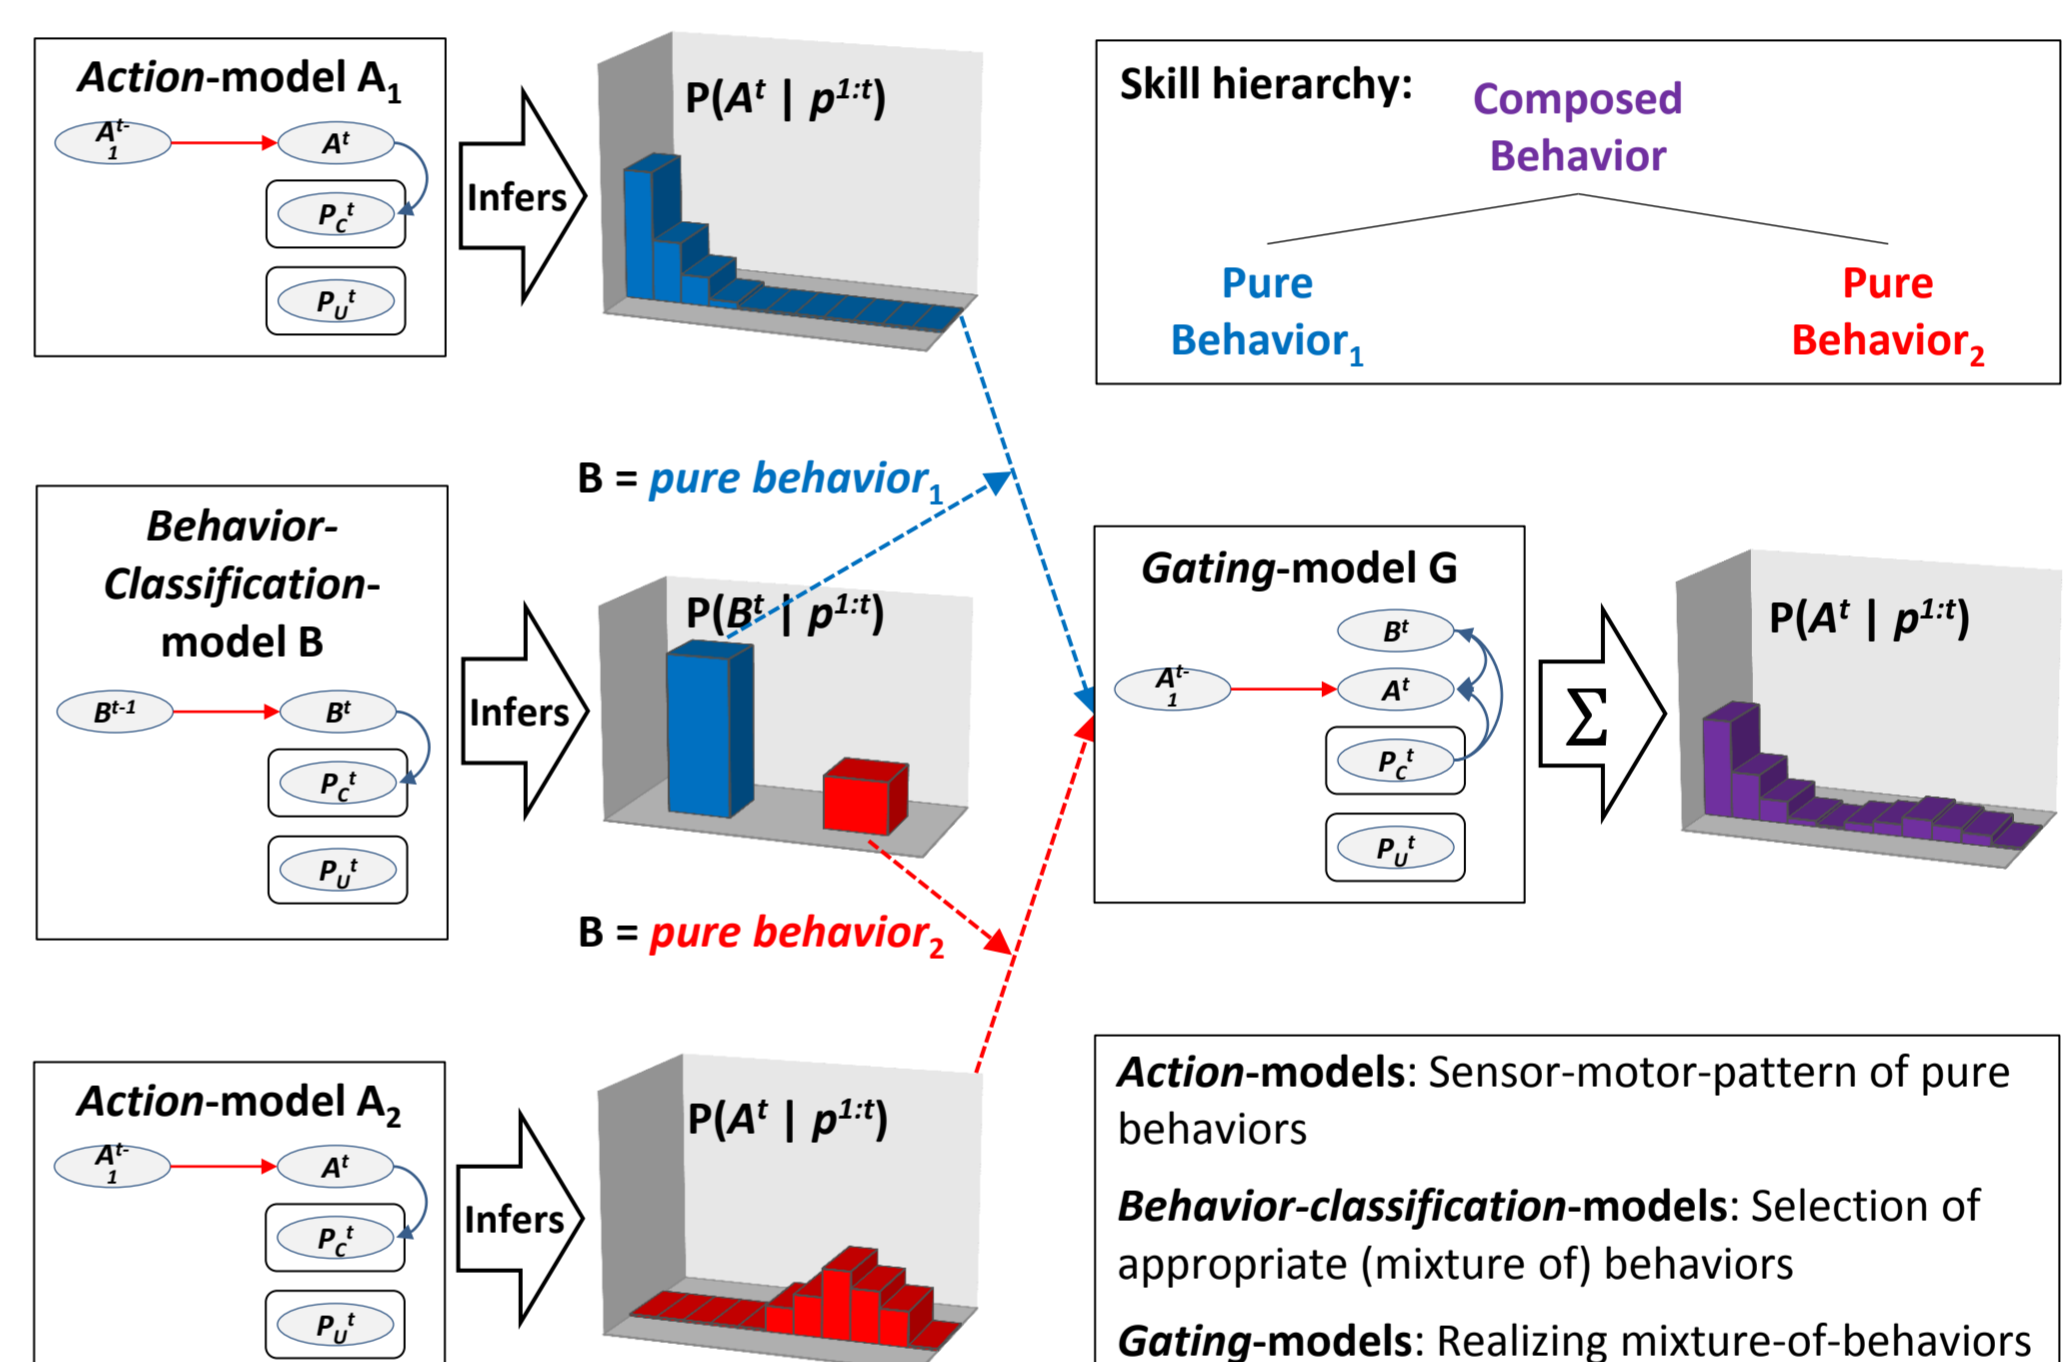 Action-model A1
At-
1
At
PCt
PUt
Infers
P(At | p1:t)
Skill hierarchy:
Composed
Behavior
Pure
Behavior1
Pure
Behavior2
B = pure behavior1
Behavior-
Classification-
model B
Bt-1
Bt
PCt
PUt
Infers
P(Bt | p1:t)
B = pure behavior2
Gating-model G
Bt
At-
1
At
PCt
PUt
Σ
P(At | p1:t)
Action-model A2
At-
1
At
PCt
PUt
Infers
P(At | p1:t)
Action-models: Sensor-motor-pattern of pure
behaviors
Behavior-classification-models: Selection of
appropriate (mixture of) behaviors
Gating-models: Realizing mixture-of-behaviors